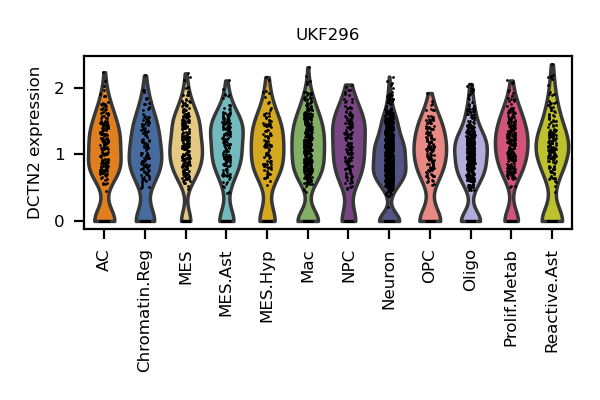 UKF296
DCTN2 expression
2
1
0
AC
Chromatin.Reg
MES
MES.Ast
MES.Hyp
Mac
NPC
Neuron
OPC
Oligo
Prolif.Metab
Reactive.Ast